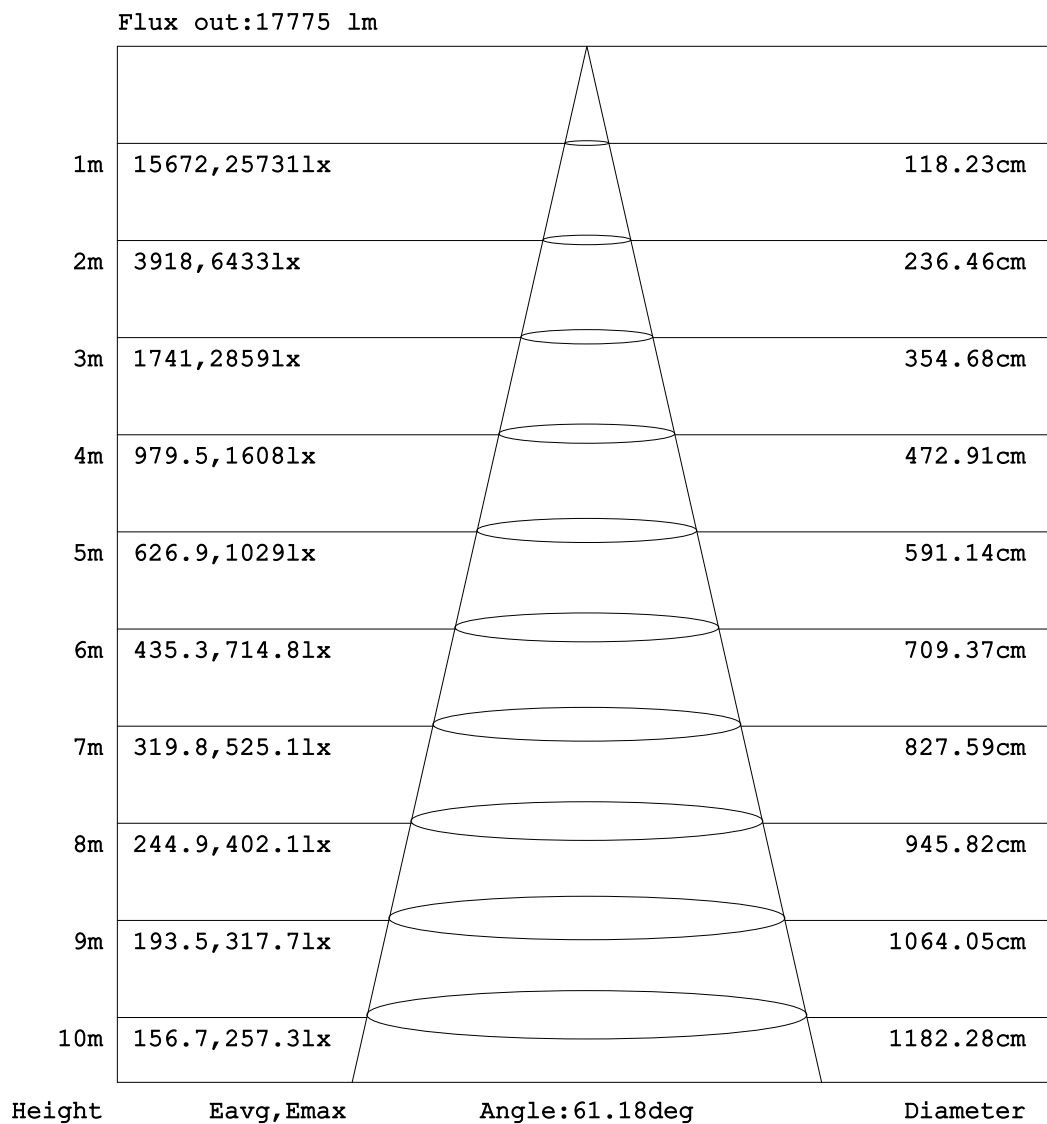 Flux out:17775 lm
1m 15672,25731lx 118.23cm
2m 3918,6433lx 236.46cm
3m 1741,2859lx 354.68cm
4m 979.5,1608lx 472.91cm
5m 626.9,1029lx 591.14cm
6m 435.3,714.8lx 709.37cm
7m 319.8,525.1lx 827.59cm
8m 244.9,402.1lx 945.82cm
9m 193.5,317.7lx 1064.05cm
10m 156.7,257.3lx 1182.28cm
Height Eavg,Emax Angle:61.18deg Diameter